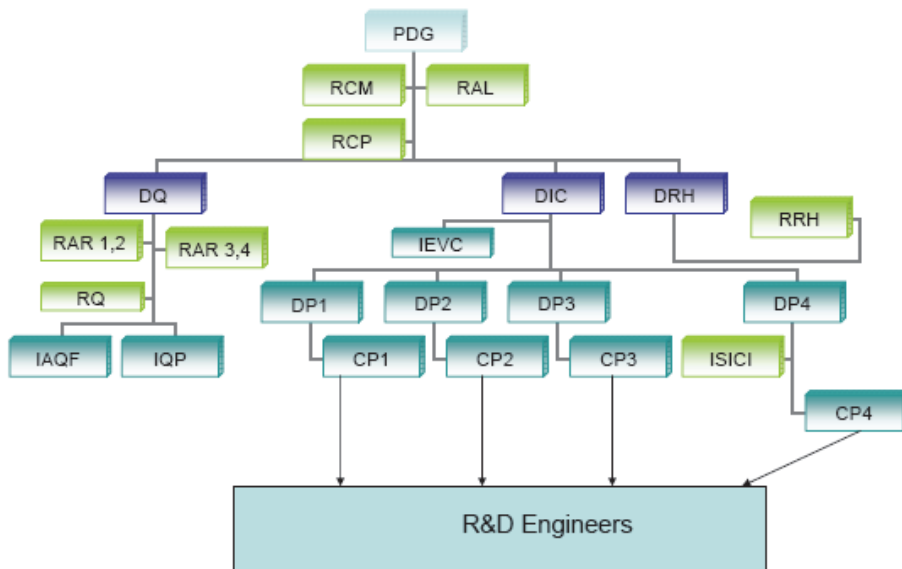 PDG
RCM
RAL
RCP
DQ
DIC
DRH
RRH
RAR 1,2
RAR 3,4
IEVC
RQ
DP1
DP2
DP3
DP4
IAQF
IQP
CP1
CP2
CP3
ISICI
CP4
R&D Engineers